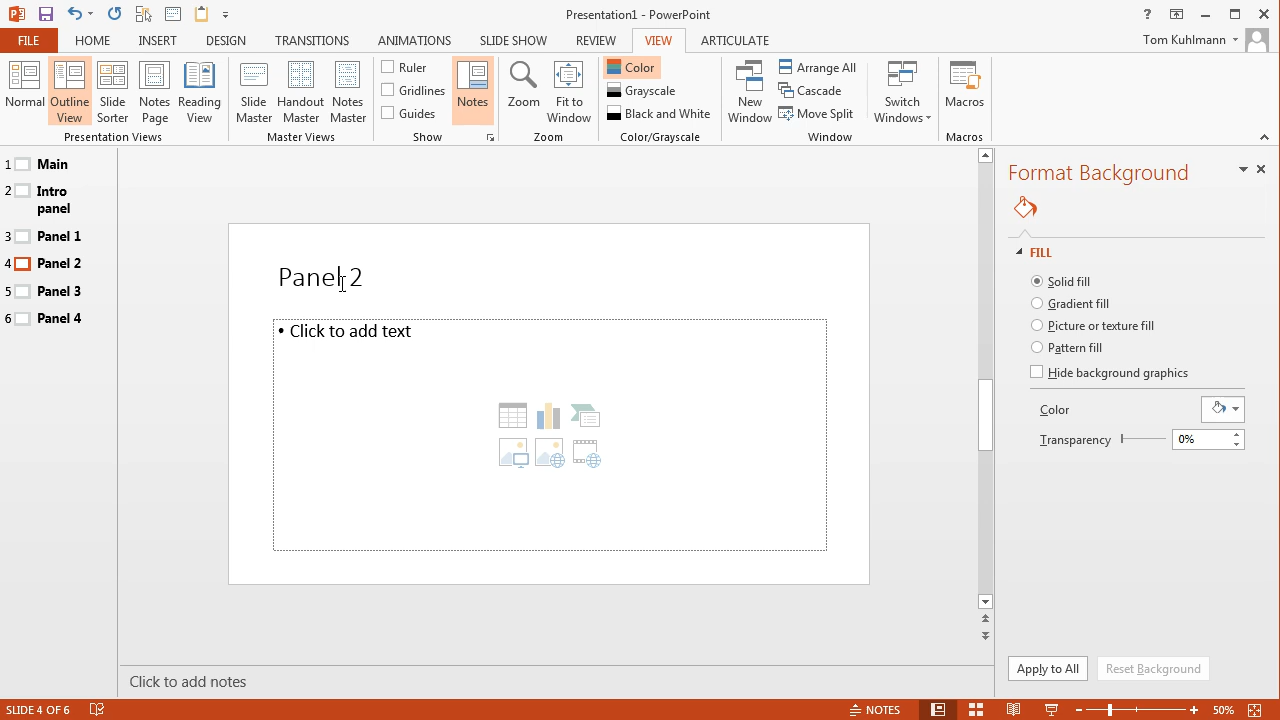 Presentation1 - PowerPoint
?
FILE HOME INSERT DESIGN TRANSITIONS ANIMATIONS SLIDE SHOW REVIEW VIEW ARTICULATE Tom Kuhlmann
Normal
Outline
View
Slide
Sorter
Notes
Page
Reading
View
Presentation Views
Slide
Master
Handout
Master
Notes
Master
Master Views
Ruler
Gridlines
Guides
Show
Notes
Zoom
Fit to
Window
Zoom
Color
Grayscale
Black and White
Color/Grayscale
New
Window
Arrange All
Cascade
Move Split
Window
Switch
Windows
Macros
Macros
1 Main
2 Intro
panel
3 Panel 1
4 Panel 2
5 Panel 3
6 Panel 4
Panel 2
• Click to add text
Click to add notes
Format Background
FILL
Solid fill
Gradient fill
Picture or texture fill
Pattern fill
Hide background graphics
Color
Transparency 0%
Apply to All Reset Background
SLIDE 4 OF 6 NOTES 50%